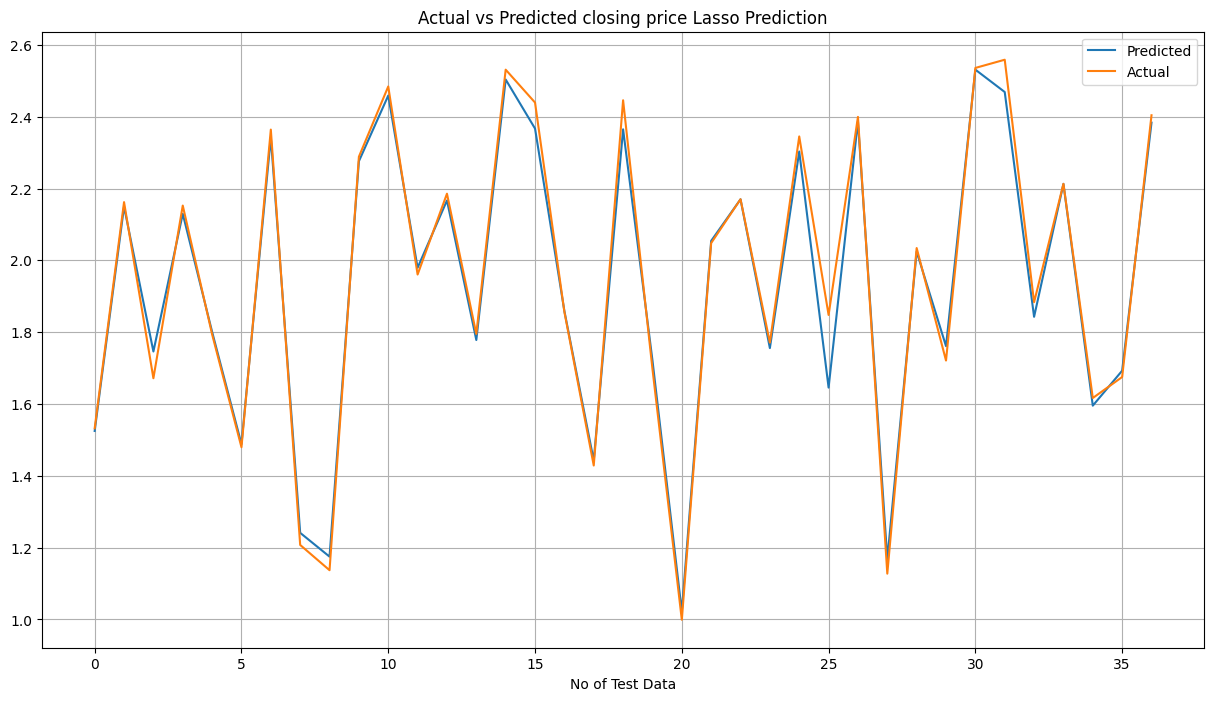 Actual vs Predicted closing price Lasso Prediction
Predicted
Actual
2.6
2.4
2.2
2.0
1.8
1.6
1.4
1.2
1.0
0 5 10 15 20 25 30 35
No of Test Data